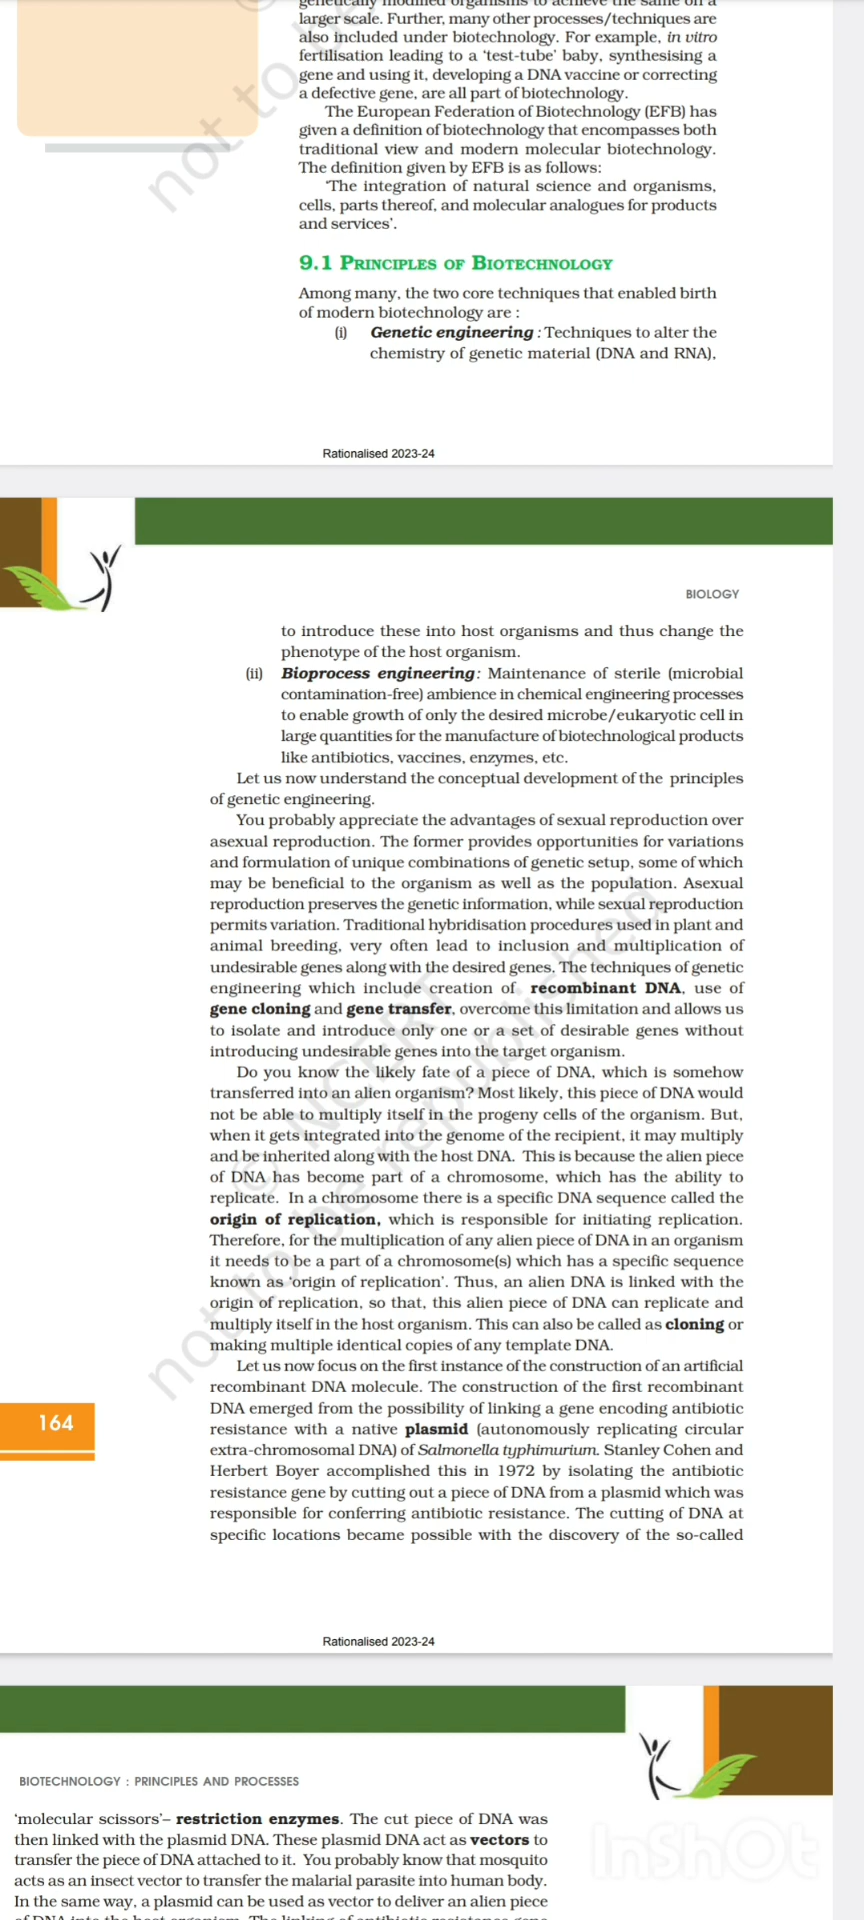 genetically modified organisms to achieve the same on a
larger scale. Further, many other processes/techniques are
also included under biotechnology. For example, in vitro
fertilisation leading to a 'test-tube' baby, synthesising a
gene and using it, developing a DNA vaccine or correcting
a defective gene, are all part of biotechnology.
The European Federation of Biotechnology (EFB) has
given a definition of biotechnology that encompasses both
traditional view and modern molecular biotechnology.
The definition given by EFB is as follows:
'The integration of natural science and organisms,
cells, parts thereof, and molecular analogues for products
and services'.
9.1 PRINCIPLES OF BIOTECHNOLOGY
Among many, the two core techniques that enabled birth
of modern biotechnology are :
(i) Genetic engineering : Techniques to alter the
chemistry of genetic material (DNA and RNA),
not to be
Rationalised 2023-24
BIOLOGY
to introduce these into host organisms and thus change the
phenotype of the host organism.
(ii) Bioprocess engineering: Maintenance of sterile (microbial
contamination-free) ambience in chemical engineering processes
to enable growth of only the desired microbe/eukaryotic cell in
large quantities for the manufacture of biotechnological products
like antibiotics, vaccines, enzymes, etc.
Let us now understand the conceptual development of the principles
of genetic engineering.
You probably appreciate the advantages of sexual reproduction over
asexual reproduction. The former provides opportunities for variations
and formulation of unique combinations of genetic setup, some of which
may be beneficial to the organism as well as the population. Asexual
reproduction preserves the genetic information, while sexual reproduction
permits variation. Traditional hybridisation procedures used in plant and
animal breeding, very often lead to inclusion and multiplication of
undesirable genes along with the desired genes. The techniques of genetic
engineering which include creation of recombinant DNA, use of
gene cloning and gene transfer, overcome this limitation and allows us
to isolate and introduce only one or a set of desirable genes without
introducing undesirable genes into the target organism.
Do you know the likely fate of a piece of DNA, which is somehow
transferred into an alien organism? Most likely, this piece of DNA would
not be able to multiply itself in the progeny cells of the organism. But,
when it gets integrated into the genome of the recipient, it may multiply
and be inherited along with the host DNA. This is because the alien piece
of DNA has become part of a chromosome, which has the ability to
replicate. In a chromosome there is a specific DNA sequence called the
origin of replication, which is responsible for initiating replication.
Therefore, for the multiplication of any alien piece of DNA in an organism
it needs to be a part of a chromosome(s) which has a specific sequence
known as 'origin of replication'. Thus, an alien DNA is linked with the
origin of replication, so that, this alien piece of DNA can replicate and
multiply itself in the host organism. This can also be called as cloning or
making multiple identical copies of any template DNA.
Let us now focus on the first instance of the construction of an artificial
recombinant DNA molecule. The construction of the first recombinant
DNA emerged from the possibility of linking a gene encoding antibiotic
resistance with a native plasmid (autonomously replicating circular
extra-chromosomal DNA) of Salmonella typhimurium. Stanley Cohen and
Herbert Boyer accomplished this in 1972 by isolating the antibiotic
resistance gene by cutting out a piece of DNA from a plasmid which was
responsible for conferring antibiotic resistance. The cutting of DNA at
specific locations became possible with the discovery of the so-called
164
© NCERT
not to be republished
Rationalised 2023-24
BIOTECHNOLOGY : PRINCIPLES AND PROCESSES
'molecular scissors'– restriction enzymes. The cut piece of DNA was
then linked with the plasmid DNA. These plasmid DNA act as vectors to
transfer the piece of DNA attached to it. You probably know that mosquito
acts as an insect vector to transfer the malarial parasite into human body.
In the same way, a plasmid can be used as vector to deliver an alien piece
of DNA into the host organism. The linking of antibiotic resistance gene
InShOt